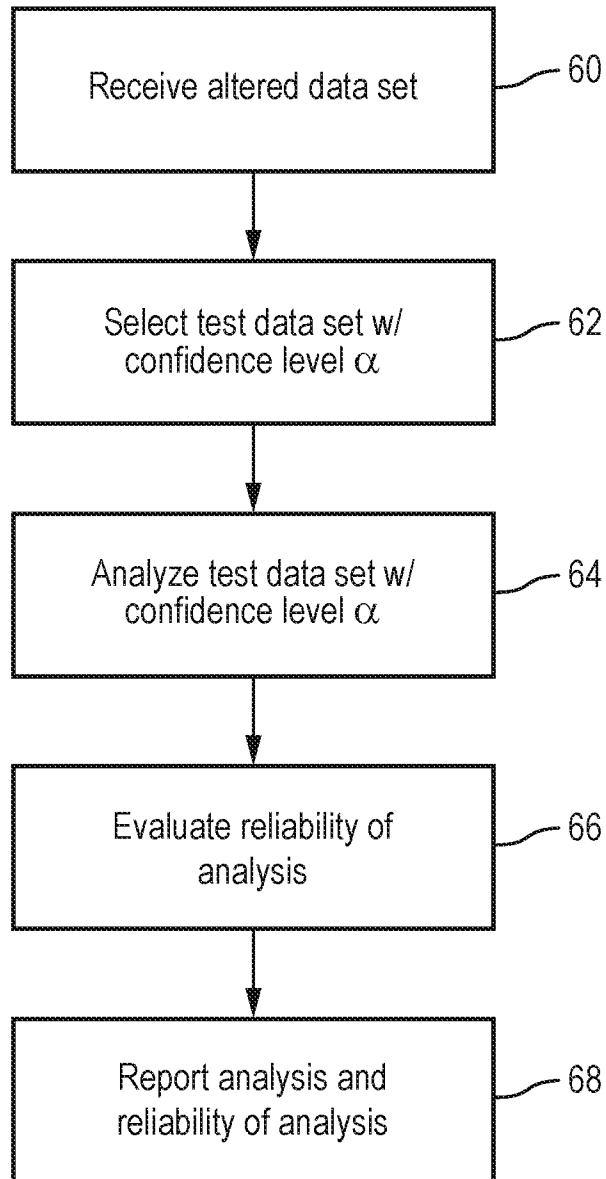 Receive altered data set
60
Select test data set w/
confidence level α
62
Analyze test data set w/
confidence level α
64
Evaluate reliability of
analysis
66
Report analysis and
reliability of analysis
68